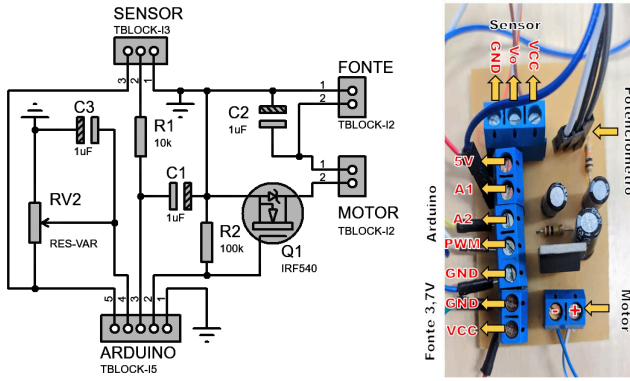 SENSOR
TBLOCK-I3
3
2
1
FONTE
1
2
TBLOCK-I2
C3
1uF
C2
1uF
R1
10k
C1
1uF
1
2
MOTOR
TBLOCK-I2
RV2
RES-VAR
R2
100k
Q1
IRF540
5
4
3
2
1
ARDUINO
TBLOCK-I5
Sensor
GND
Vo
VCC
Potenciômetro
5V
A1
A2
PWM
GND
GND
VCC
Arduino
Fonte 3,7V
-
+
Motor